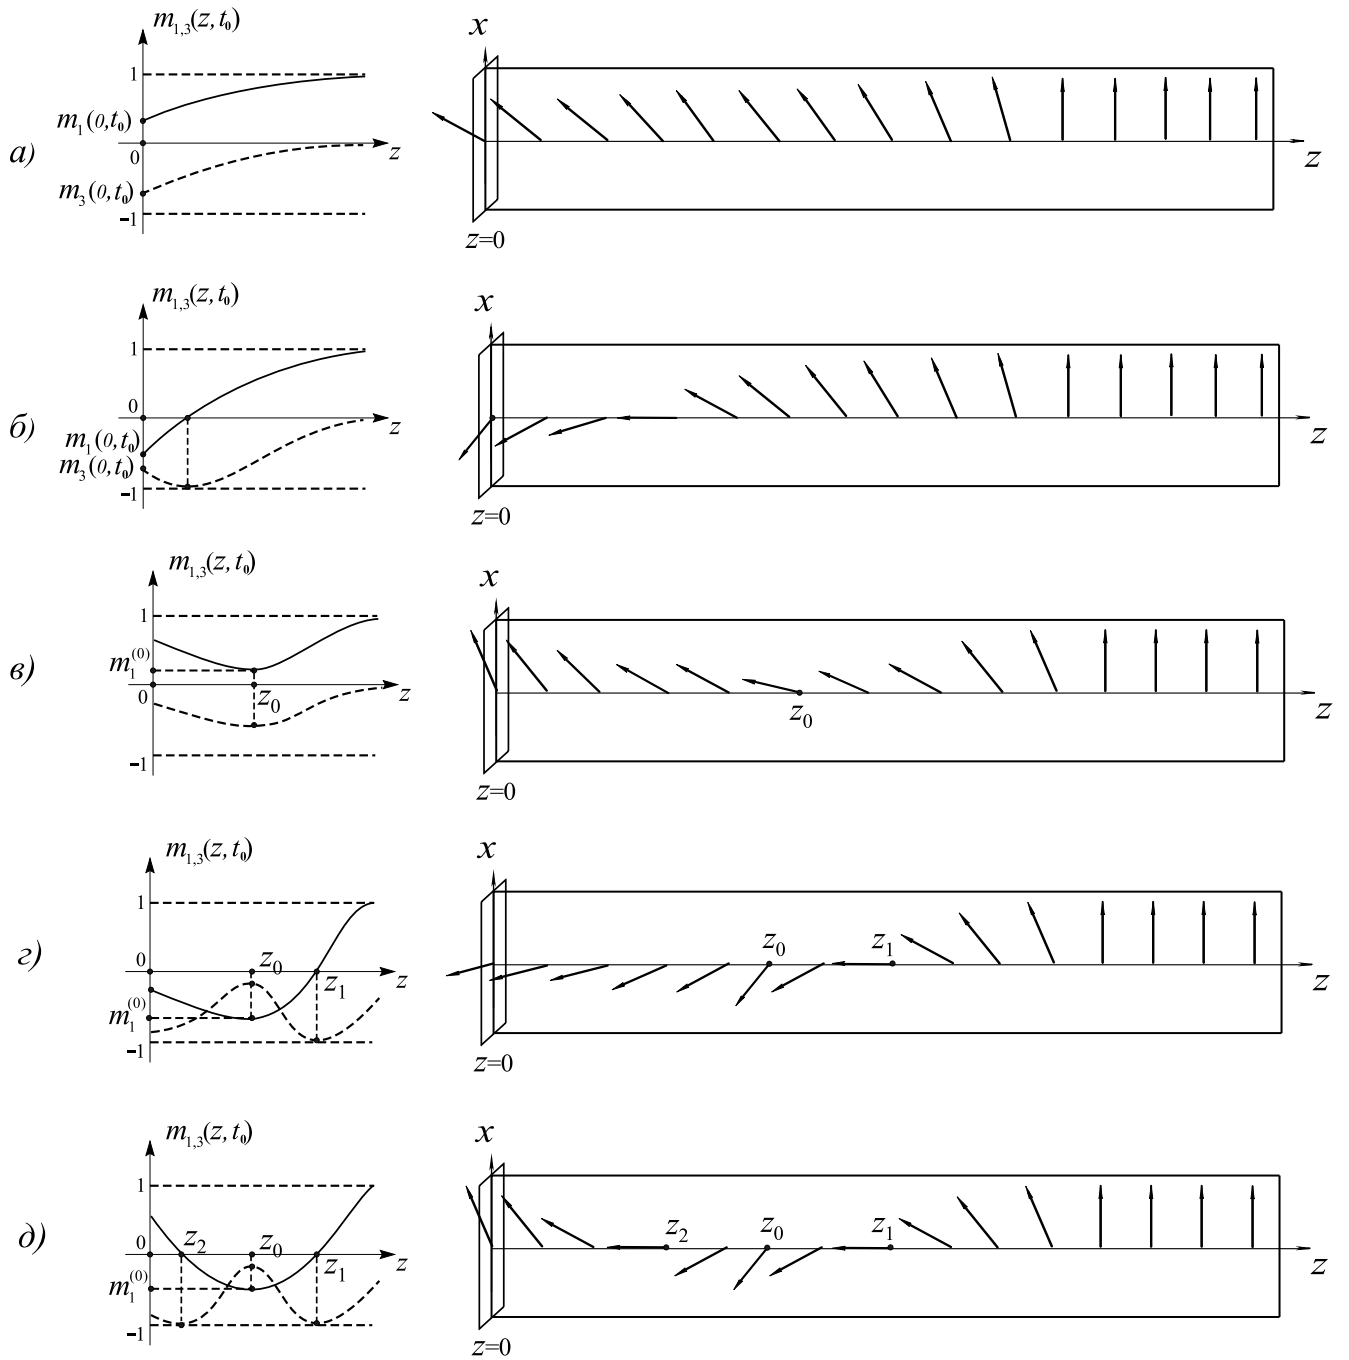 m₁,₃(z, t₀)
x
1
m₁(0,t₀)
а)
0
z
z
m₃(0,t₀)
−1
z=0
m₁,₃(z, t₀)
x
1
0
б)
z
z
m₁(0,t₀)
m₃(0,t₀)
−1
z=0
m₁,₃(z, t₀)
x
1
в)
m₁⁽⁰⁾
0
z₀
z
z₀
z
−1
z=0
m₁,₃(z, t₀)
x
1
г)
0
z₀
z₁
z
z₀
z₁
z
m₁⁽⁰⁾
−1
z=0
m₁,₃(z, t₀)
x
1
д)
0
z₂
z₀
z₁
z
z₂
z₀
z₁
z
m₁⁽⁰⁾
−1
z=0